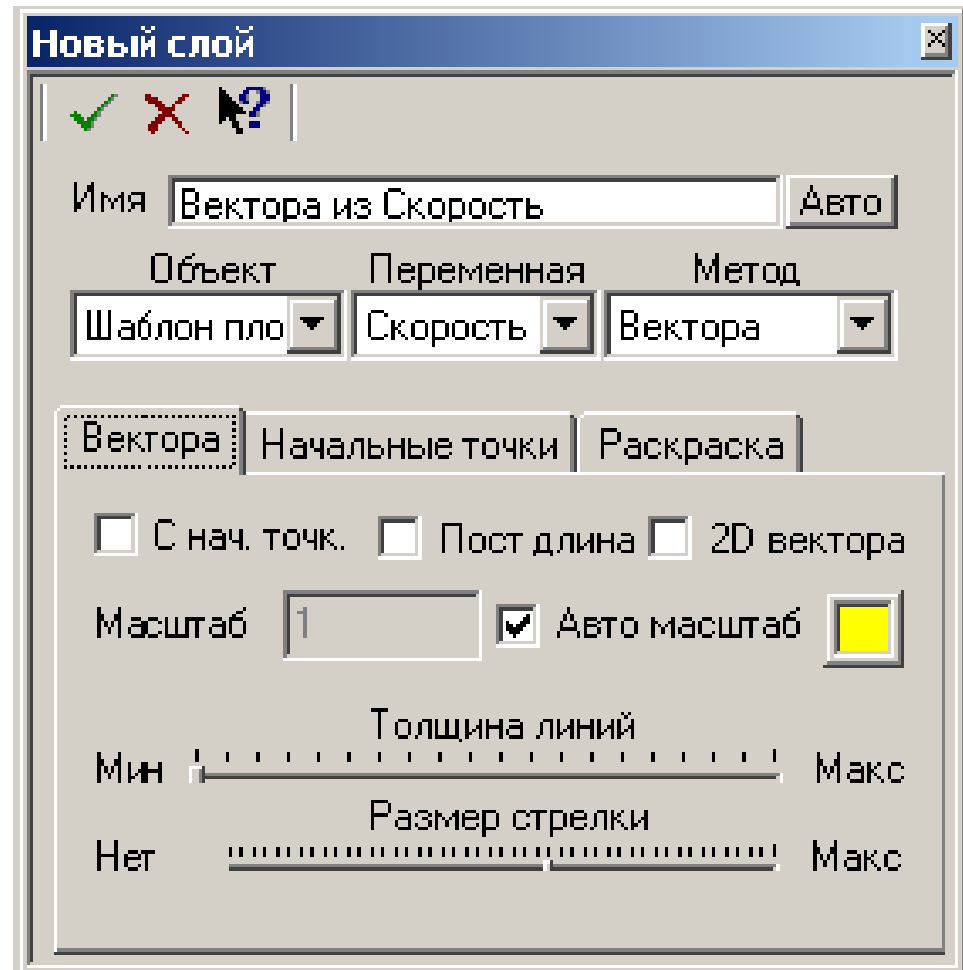 Новый слой
Имя Вектора из Скорость Авто
Объект Переменная Метод
Шаблон пло Скорость Вектора
Вектора Начальные точки Раскраска
С нач. точк. Пост длина 2D вектора
Масштаб 1 Авто масштаб
Толщина линий
Мин Макс
Размер стрелки
Нет Макс